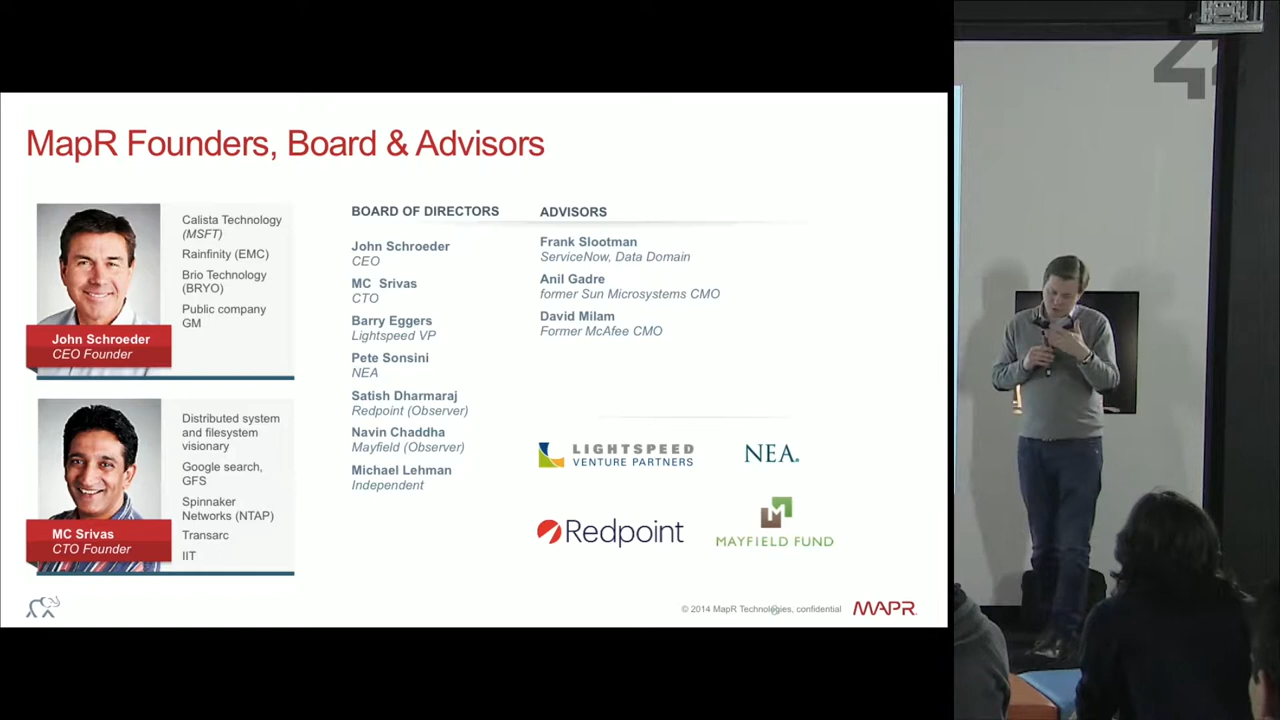 MapR Founders, Board & Advisors
Calista Technology
(MSFT)
Rainfinity (EMC)
Brio Technology
(BRYO)
Public company
GM
John Schroeder
CEO Founder
Distributed system
and filesystem
visionary
Google search,
GFS
Spinnaker
Networks (NTAP)
Transarc
IIT
MC Srivas
CTO Founder
BOARD OF DIRECTORS
John Schroeder
CEO
MC Srivas
CTO
Barry Eggers
Lightspeed VP
Pete Sonsini
NEA
Satish Dharmaraj
Redpoint (Observer)
Navin Chaddha
Mayfield (Observer)
Michael Lehman
Independent
ADVISORS
Frank Slootman
ServiceNow, Data Domain
Anil Gadre
former Sun Microsystems CMO
David Milam
Former McAfee CMO
LIGHTSPEED
VENTURE PARTNERS
NEA.
Redpoint
MAYFIELD FUND
© 2014 MapR Technologies, confidential
MAPR